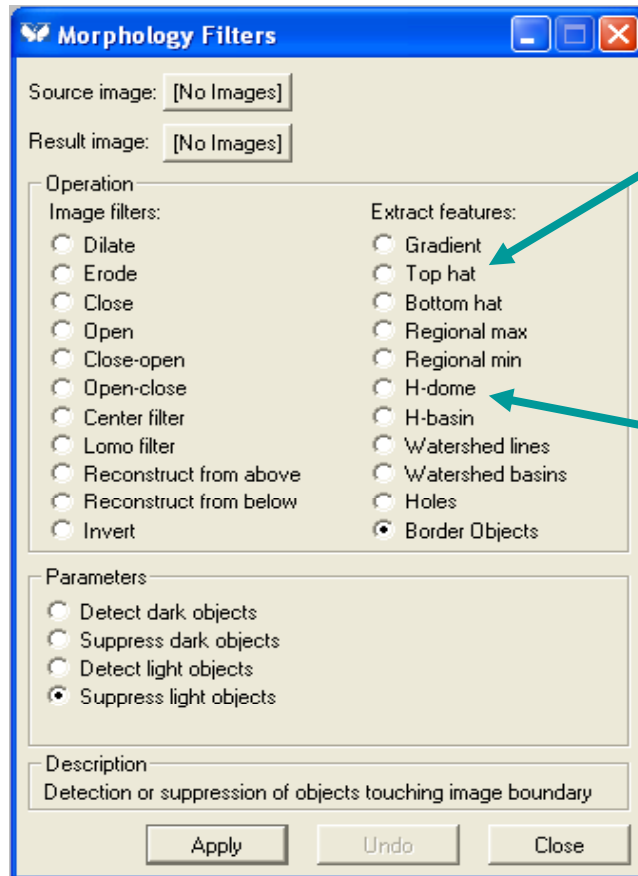 Morphology Filters
Source image: [No Images]
Result image: [No Images]
Operation
Image filters:
Dilate
Erode
Close
Open
Close-open
Open-close
Center filter
Lomo filter
Reconstruct from above
Reconstruct from below
Invert
Extract features:
Gradient
Top hat
Bottom hat
Regional max
Regional min
H-dome
H-basin
Watershed lines
Watershed basins
Holes
Border Objects
Parameters
Detect dark objects
Suppress dark objects
Detect light objects
Suppress light objects
Description
Detection or suppression of objects touching image boundary
Apply Undo Close